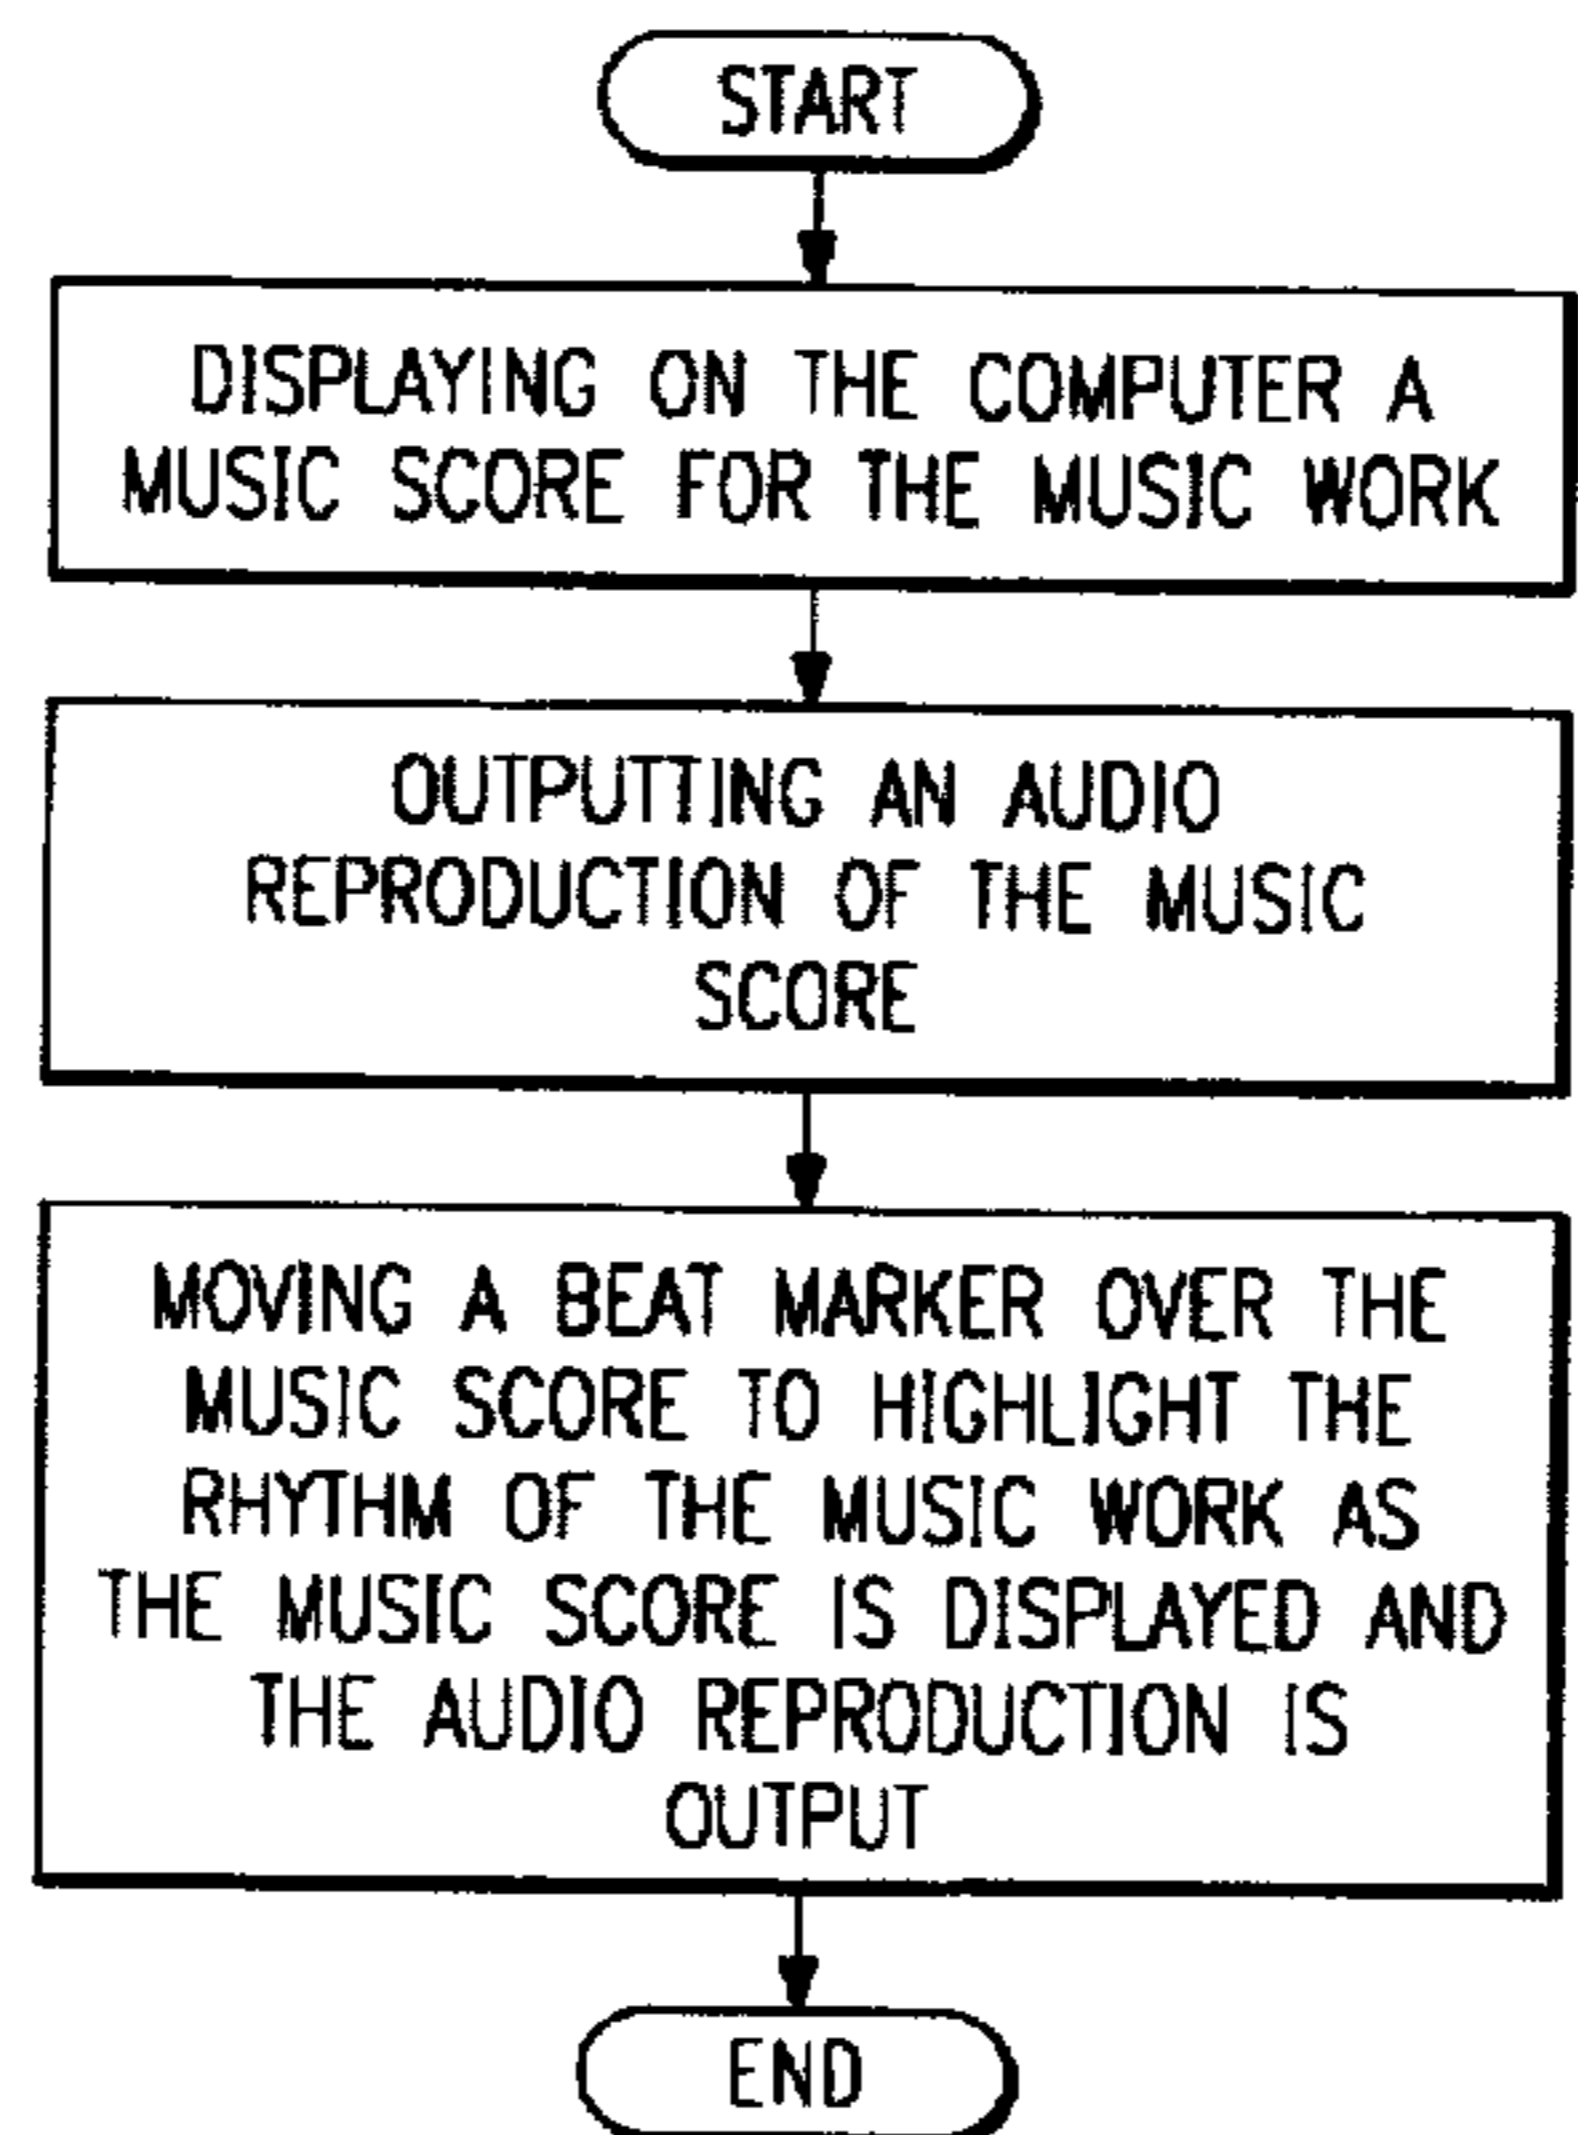 START
DISPLAYING ON THE COMPUTER A
MUSIC SCORE FOR THE MUSIC WORK
OUTPUTTING AN AUDIO
REPRODUCTION OF THE MUSIC
SCORE
MOVING A BEAT MARKER OVER THE
MUSIC SCORE TO HIGHLIGHT THE
RHYTHM OF THE MUSIC WORK AS
THE MUSIC SCORE IS DISPLAYED AND
THE AUDIO REPRODUCTION IS
OUTPUT
END